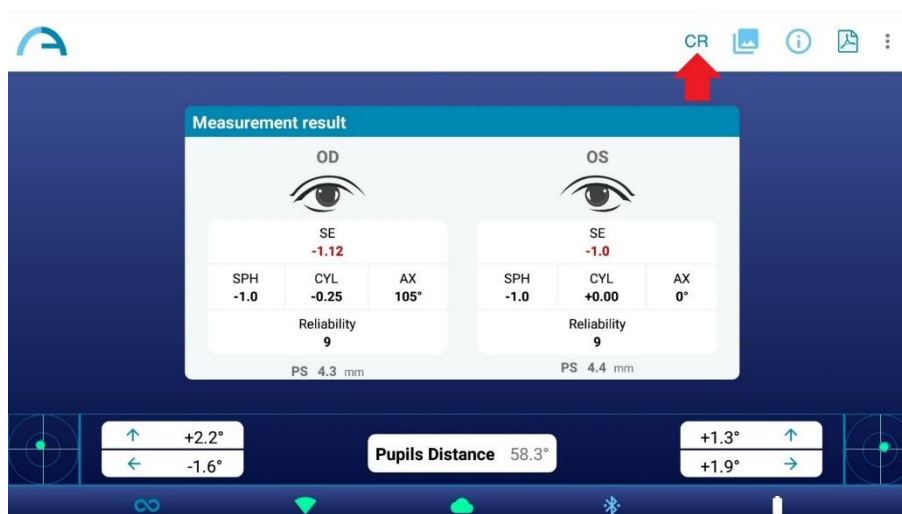 CR
Measurement result
OD OS
SE SE
-1.12 -1.0
SPH CYL AX SPH CYL AX
-1.0 -0.25 105° -1.0 +0.00 0°
Reliability Reliability
9 9
PS 4.3 mm PS 4.4 mm
+2.2° +1.3°
Pupils Distance 58.3°
-1.6° +1.9°